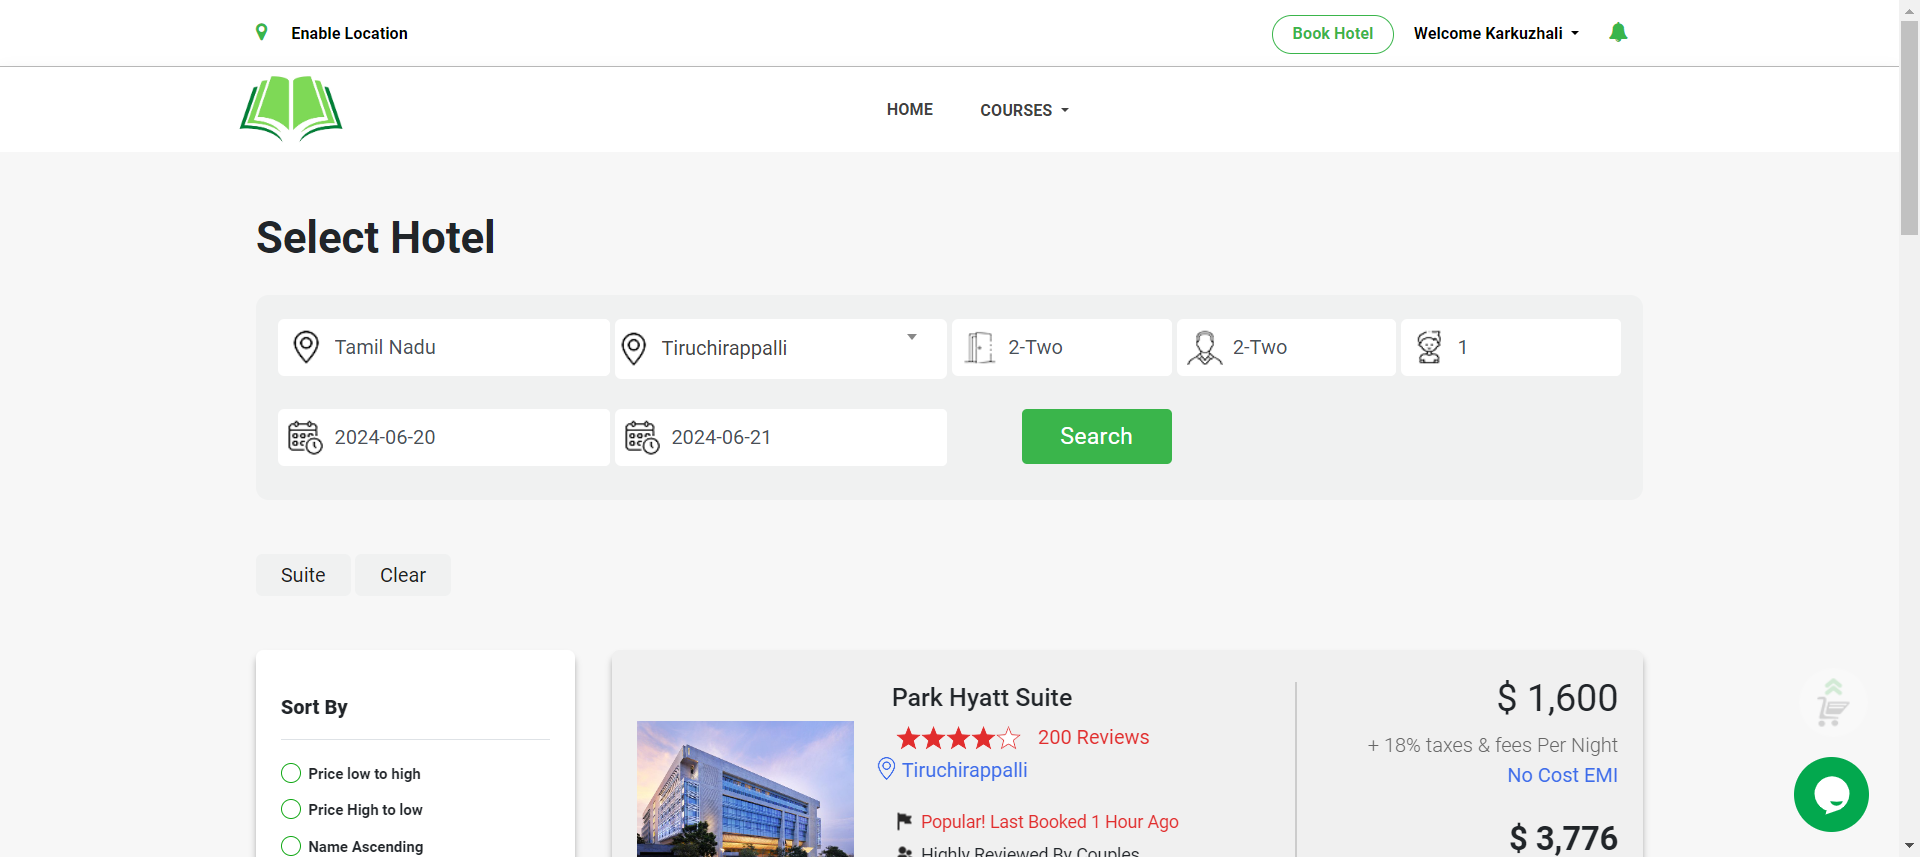 Enable Location
Book Hotel
Welcome Karkuzhali
HOME
COURSES
Select Hotel
Tamil Nadu
Tiruchirappalli
2-Two
2-Two
1
2024-06-20
2024-06-21
Search
Suite
Clear
Sort By
Price low to high
Price High to low
Name Ascending
Park Hyatt Suite
200 Reviews
Tiruchirappalli
Popular! Last Booked 1 Hour Ago
Highly Reviewed By Couples
$ 1,600
+ 18% taxes & fees Per Night
No Cost EMI
$ 3,776